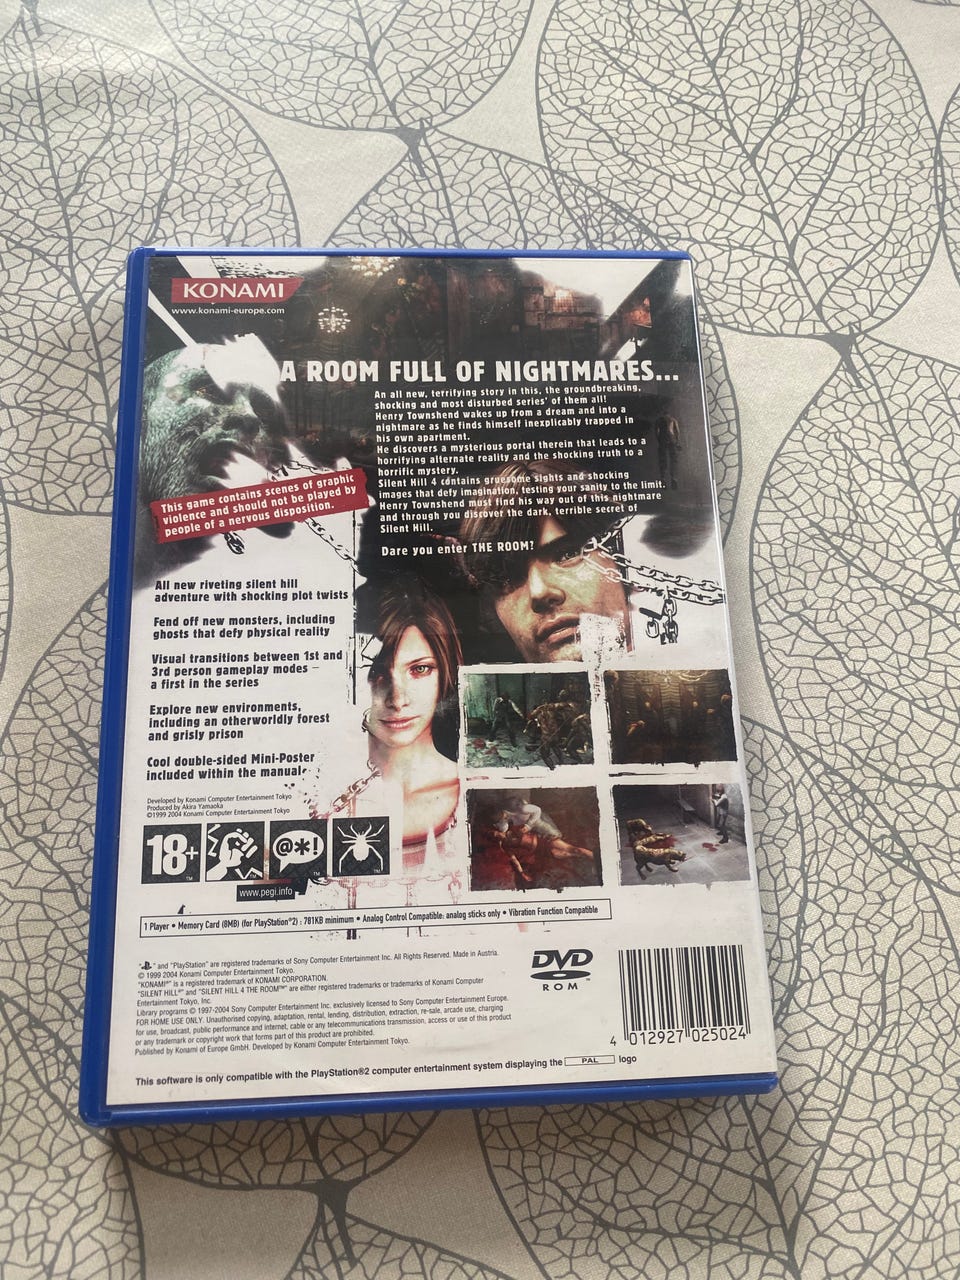 KONAMI
www.konami-europe.com
A ROOM FULL OF NIGHTMARES...
An all new, terrifying story in this, the groundbreaking,
shocking and most disturbed series' of them all!
Henry Townshend wakes up from a dream and into a
nightmare as he finds himself inexplicably trapped in
his own apartment.
He discovers a mysterious portal therein that leads to a
horrifying alternate reality and the shocking truth to a
horrific mystery.
Silent Hill 4 contains gruesome sights and shocking
images that defy imagination, testing your sanity to the limit.
Henry Townshend must find his way out of this nightmare
and through you discover the dark, terrible secret of
Silent Hill.
Dare you enter THE ROOM?
This game contains scenes of graphic
violence and should not be played by
people of a nervous disposition.
All new riveting silent hill
adventure with shocking plot twists
Fend off new monsters, including
ghosts that defy physical reality
Visual transitions between 1st and
3rd person gameplay modes –
a first in the series
Explore new environments,
including an otherworldly forest
and grisly prison
Cool double-sided Mini-Poster
included within the manual.
Developed by Konami Computer Entertainment Tokyo
Produced by Akira Yamaoka
©1999 2004 Konami Computer Entertainment Tokyo
18+ ™ ™ @*! ™ ™
www.pegi.info
1 Player • Memory Card (8MB) (for PlayStation®2) : 781KB minimum • Analog Control Compatible: analog sticks only • Vibration Function Compatible
" " and "PlayStation" are registered trademarks of Sony Computer Entertainment Inc. All Rights Reserved. Made in Austria.
© 1999 2004 Konami Computer Entertainment Tokyo.
"KONAMI®" is a registered trademark of KONAMI CORPORATION.
"SILENT HILL®" and "SILENT HILL 4 THE ROOM™" are either registered trademarks or trademarks of Konami Computer
Entertainment Tokyo, Inc.
Library programs © 1997-2004 Sony Computer Entertainment Inc. exclusively licensed to Sony Computer Entertainment Europe.
FOR HOME USE ONLY. Unauthorised copying, adaptation, rental, lending, distribution, extraction, re-sale, arcade use, charging
for use, broadcast, public performance and internet, cable or any telecommunications transmission, access or use of this product
or any trademark or copyright work that forms part of this product are prohibited.
Published by Konami of Europe GmbH. Developed by Konami Computer Entertainment Tokyo.
DVD
ROM
4 012927 025024
This software is only compatible with the PlayStation®2 computer entertainment system displaying the PAL logo